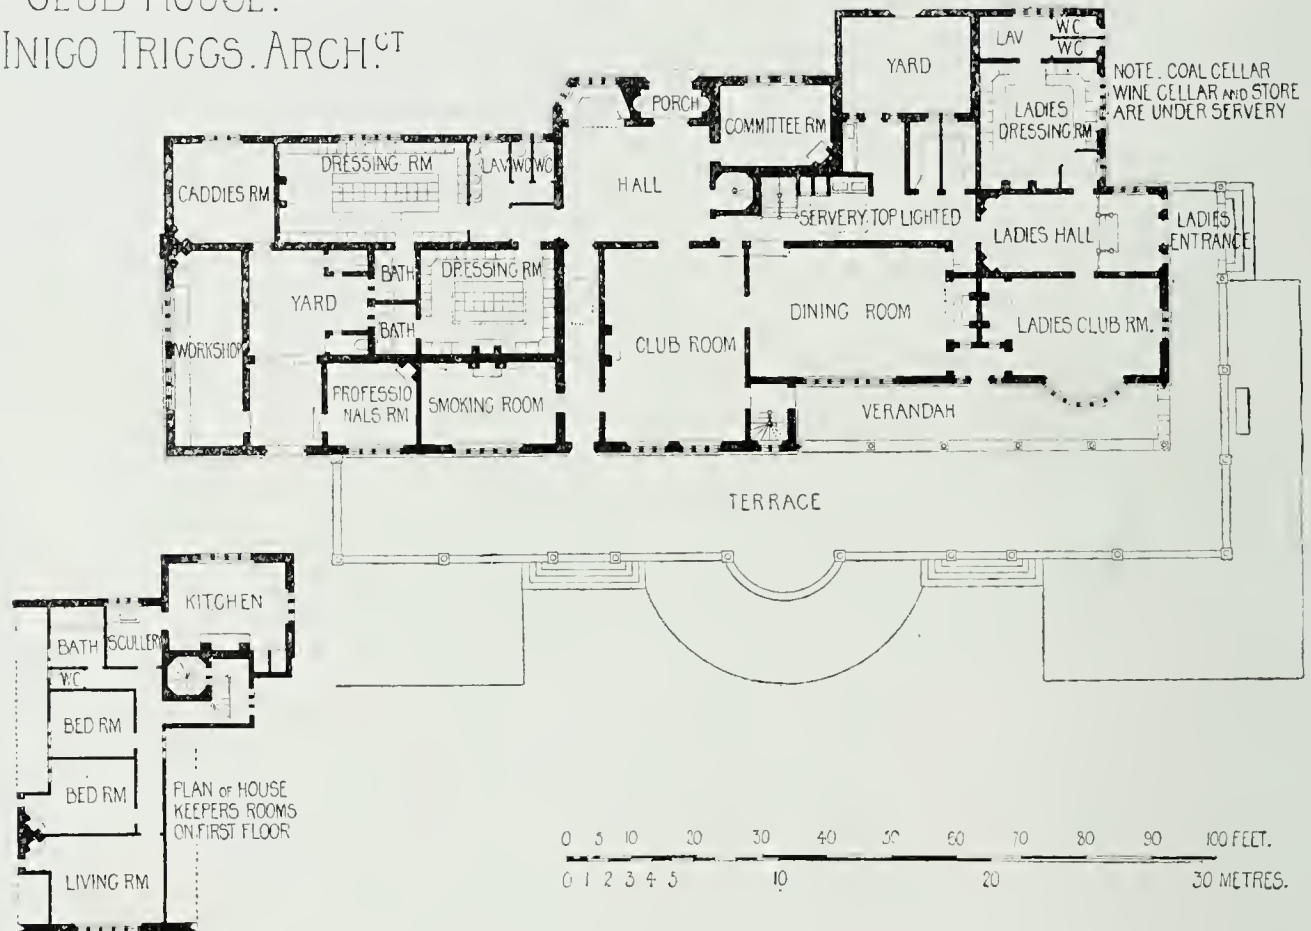 CLUB HOUSE.
INIGO TRIGGS. ARCH.CT
YARD
LAV
WC
WC
NOTE. COAL CELLAR
WINE CELLAR AND STORE
ARE UNDER SERVERY
PORCH
COMMITTEE RM
LADIES
DRESSING RM
CADDIES RM
DRESSING RM
LAV
WC
WC
HALL
SERVERY TOP LIGHTED
LADIES HALL
LADIES
ENTRANCE
WORKSHOP
YARD
BATH
BATH
DRESSING RM
CLUB ROOM
DINING ROOM
LADIES CLUB RM.
PROFESSIO
NALS RM
SMOKING ROOM
VERANDAH
TERRACE
KITCHEN
BATH
SCULLERY
WC
BED RM
BED RM
PLAN OF HOUSE
KEEPERS ROOMS
ON FIRST FLOOR
LIVING RM
0 5 10 20 30 40 50 60 70 80 90 100 FEET.
0 1 2 3 4 5 10 20 30 METRES.